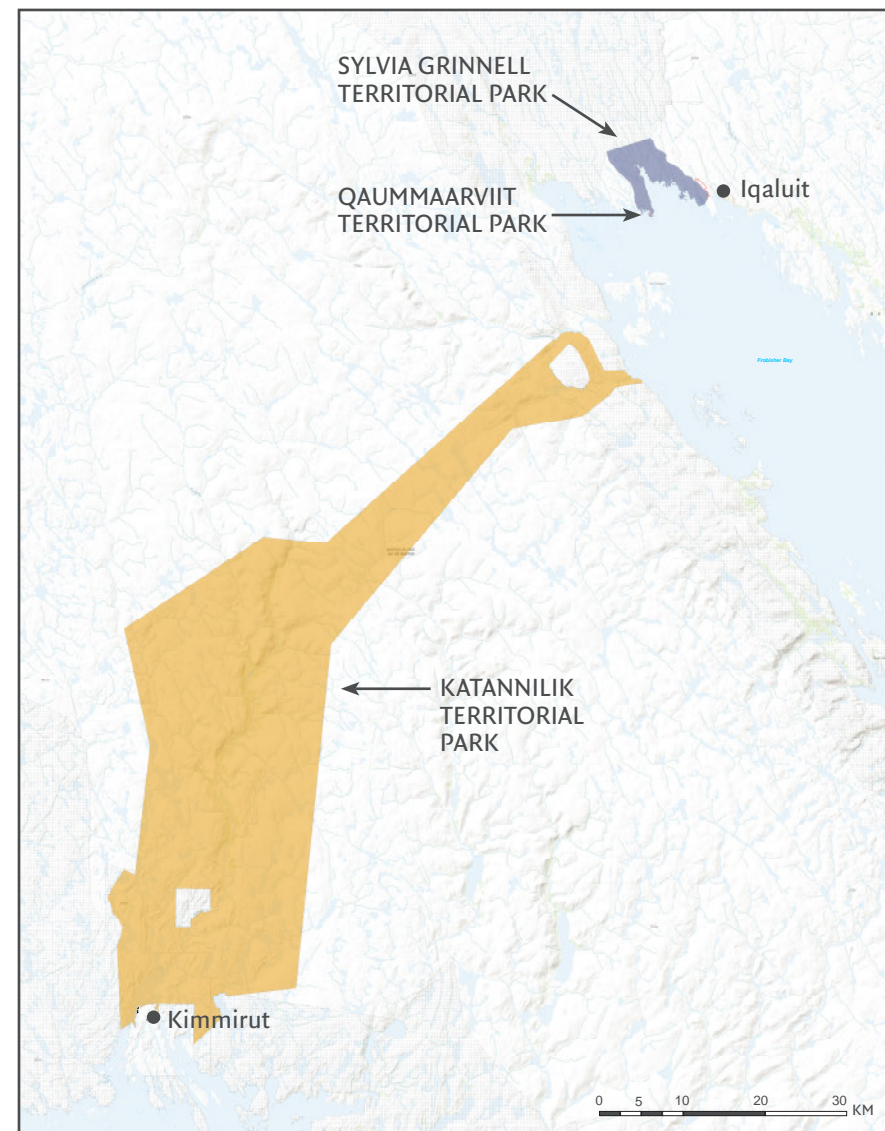 SYLVIA GRINNELL
TERRITORIAL PARK
QAUMMAARVIIT
TERRITORIAL PARK
Iqaluit
Frobisher Bay
KATANNILIK
TERRITORIAL
PARK
Kimmirut
0 5 10 20 30 KM